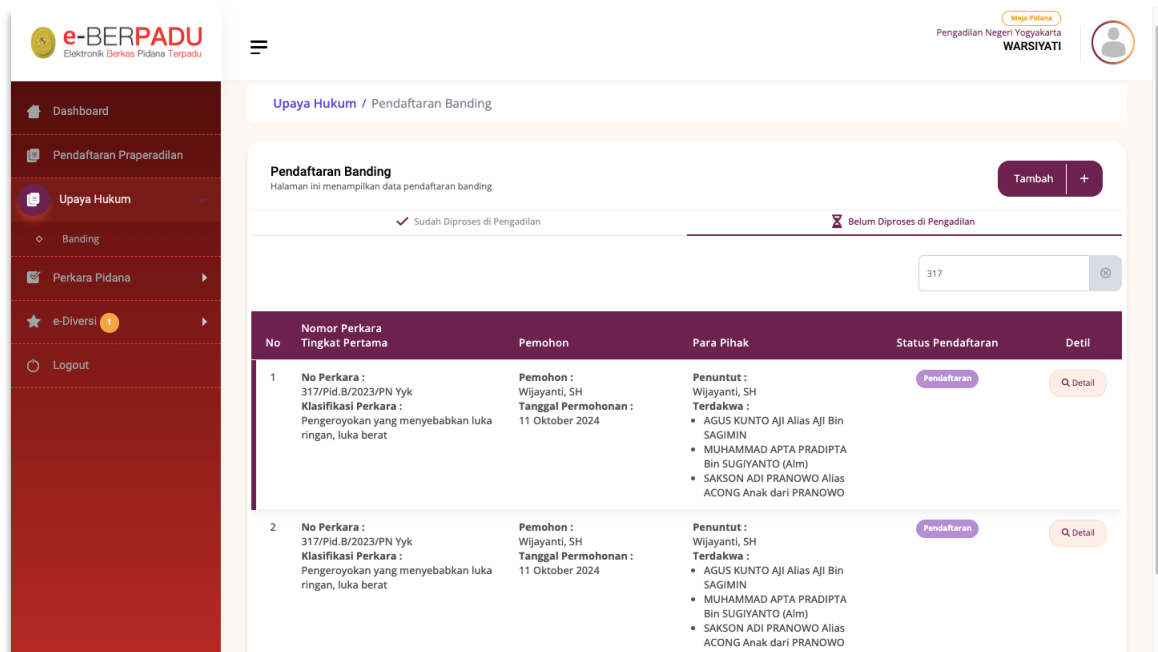 e-BERPADU
Elektronik Berkas Pidana Terpadu
Meja Pidana
Pengadilan Negeri Yogyakarta
WARSIYATI
Dashboard
Pendaftaran Praperadilan
Upaya Hukum
Banding
Perkara Pidana
e-Diversi 1
Logout
Upaya Hukum / Pendaftaran Banding
Pendaftaran Banding
Halaman ini menampilkan data pendaftaran banding
Tambah +
Sudah Diproses di Pengadilan
Belum Diproses di Pengadilan
317
No Nomor Perkara Tingkat Pertama Pemohon Para Pihak Status Pendaftaran Detil
1
No Perkara :
317/Pid.B/2023/PN Yyk
Klasifikasi Perkara :
Pengeroyokan yang menyebabkan luka
ringan, luka berat
Pemohon :
Wijayanti, SH
Tanggal Permohonan :
11 Oktober 2024
Penuntut :
Wijayanti, SH
Terdakwa :
AGUS KUNTO AJI Alias AJI Bin
SAGIMIN
MUHAMMAD APTA PRADIPTA
Bin SUGIYANTO (Alm)
SAKSON ADI PRANOWO Alias
ACONG Anak dari PRANOWO
Pendaftaran
Detail
2
No Perkara :
317/Pid.B/2023/PN Yyk
Klasifikasi Perkara :
Pengeroyokan yang menyebabkan luka
ringan, luka berat
Pemohon :
Wijayanti, SH
Tanggal Permohonan :
11 Oktober 2024
Penuntut :
Wijayanti, SH
Terdakwa :
AGUS KUNTO AJI Alias AJI Bin
SAGIMIN
MUHAMMAD APTA PRADIPTA
Bin SUGIYANTO (Alm)
SAKSON ADI PRANOWO Alias
ACONG Anak dari PRANOWO
Pendaftaran
Detail